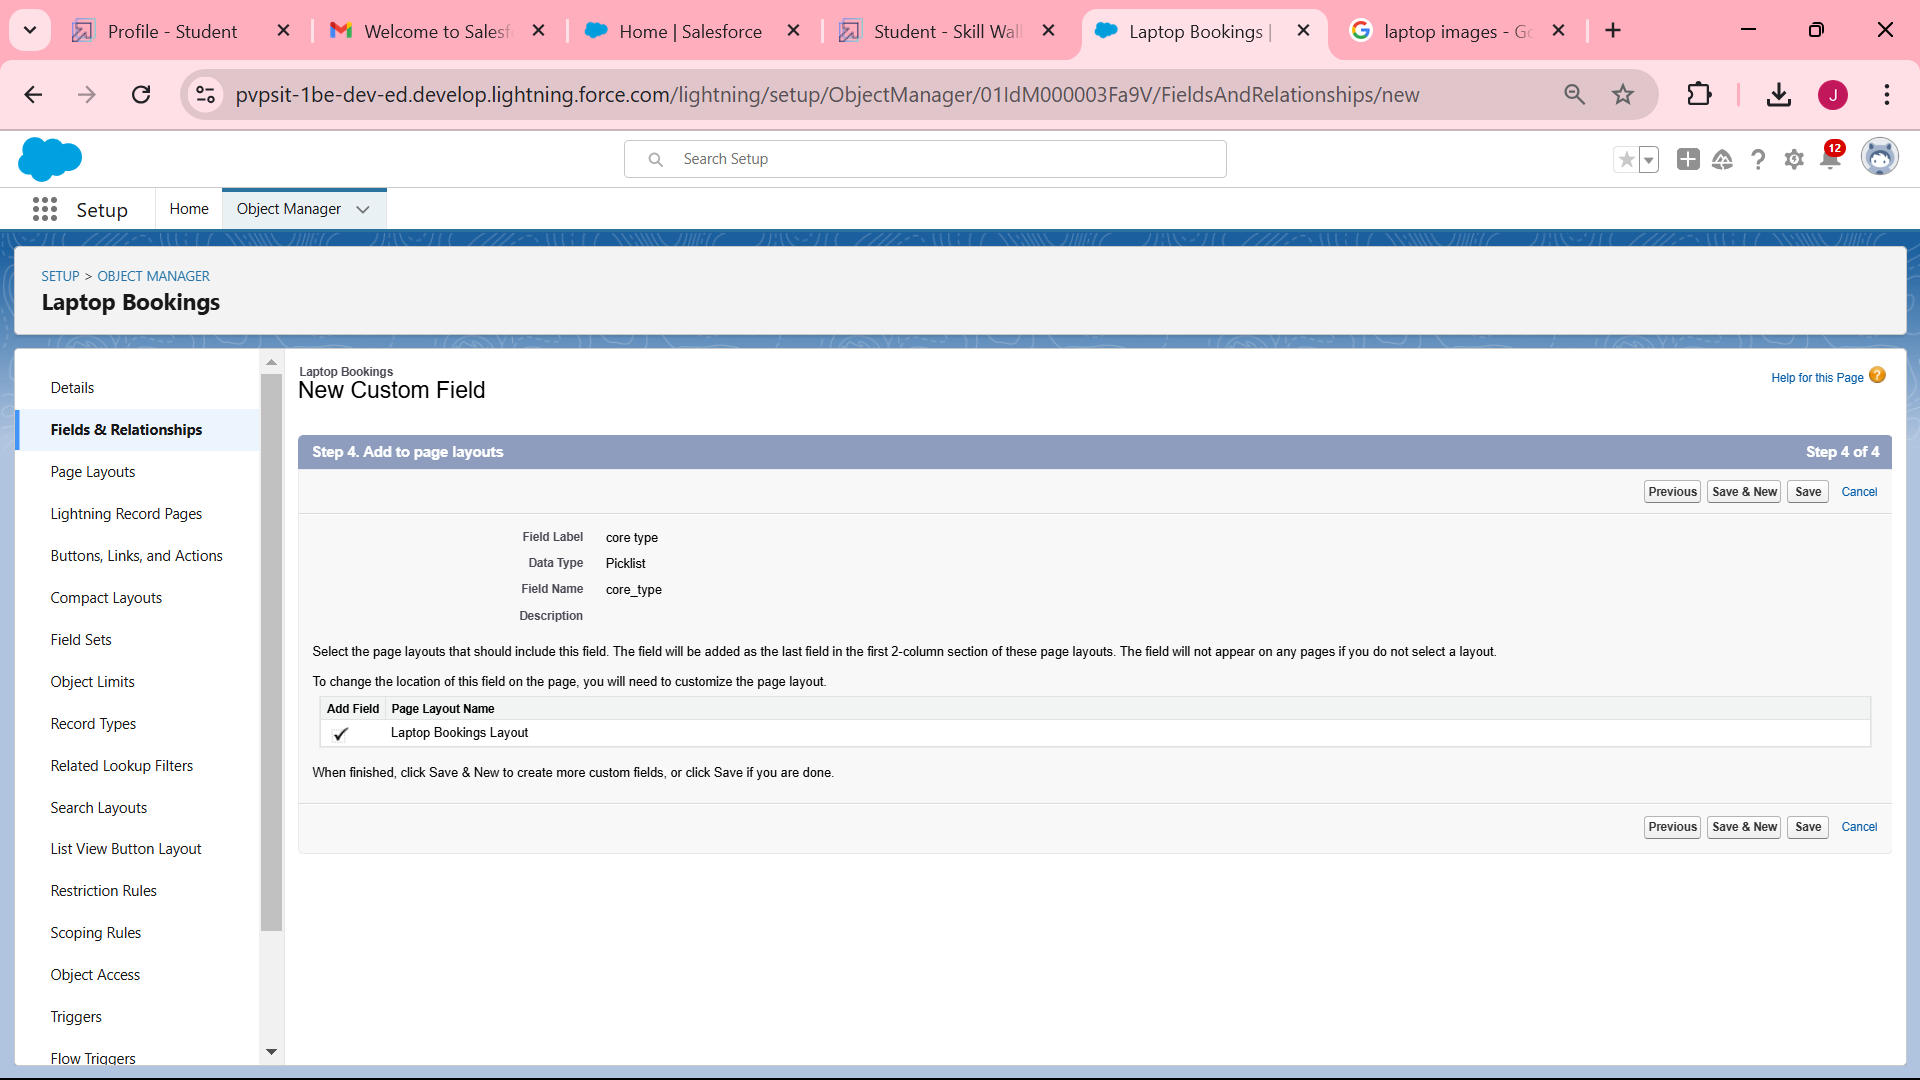 Profile - Student
Welcome to Salesf
Home | Salesforce
Student - Skill Wall
Laptop Bookings |
laptop images - Go
pvpsit-1be-dev-ed.develop.lightning.force.com/lightning/setup/ObjectManager/01IdM000003Fa9V/FieldsAndRelationships/new
J
Search Setup
12
Setup
Home
Object Manager
SETUP > OBJECT MANAGER
Laptop Bookings
Details
Fields & Relationships
Page Layouts
Lightning Record Pages
Buttons, Links, and Actions
Compact Layouts
Field Sets
Object Limits
Record Types
Related Lookup Filters
Search Layouts
List View Button Layout
Restriction Rules
Scoping Rules
Object Access
Triggers
Flow Triggers
Laptop Bookings
New Custom Field
Help for this Page ?
Step 4. Add to page layouts
Step 4 of 4
Previous Save & New Save Cancel
Field Label core type
Data Type Picklist
Field Name core_type
Description
Select the page layouts that should include this field. The field will be added as the last field in the first 2-column section of these page layouts. The field will not appear on any pages if you do not select a layout.
To change the location of this field on the page, you will need to customize the page layout.
Add Field Page Layout Name
Laptop Bookings Layout
When finished, click Save & New to create more custom fields, or click Save if you are done.
Previous Save & New Save Cancel